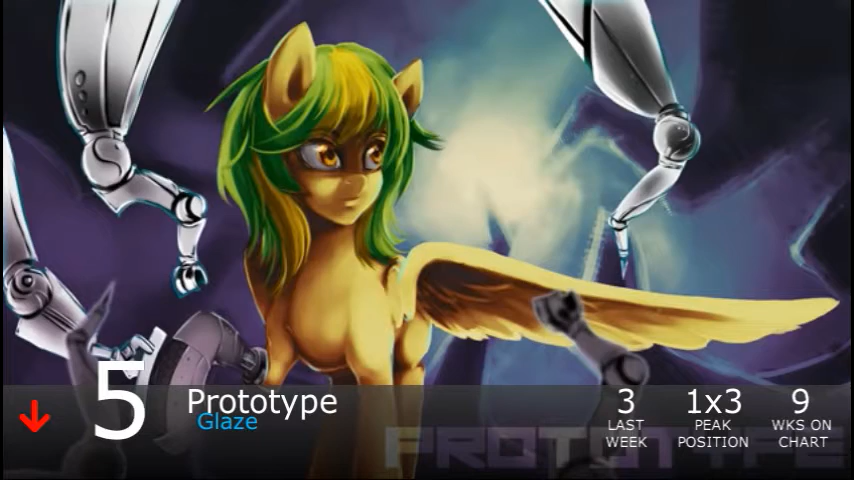 5
Prototype
Glaze
3
LAST
WEEK
1x3
PEAK
POSITION
9
WKS ON
CHART
PROTOTYPE